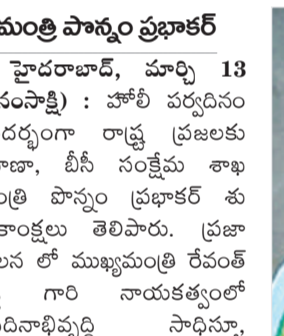 మంత్రి పొన్నం ప్రభాకర్
హైదరాబాద్, మార్చి 13
నంసాక్షి) : హోలీ పర్వదినం
దర్భంగా రాష్ట్ర ప్రజలకు
ణా, బీసీ సంక్షేమ శాఖ
త్రి పొన్నం ప్రభాకర్ శు
కాంక్షలు తెలిపారు. ప్రజా
లన లో ముఖ్యమంత్రి రేవంత్
గారి నాయకత్వంలో
దినాభివృద్ధి సాధిస్తూ,